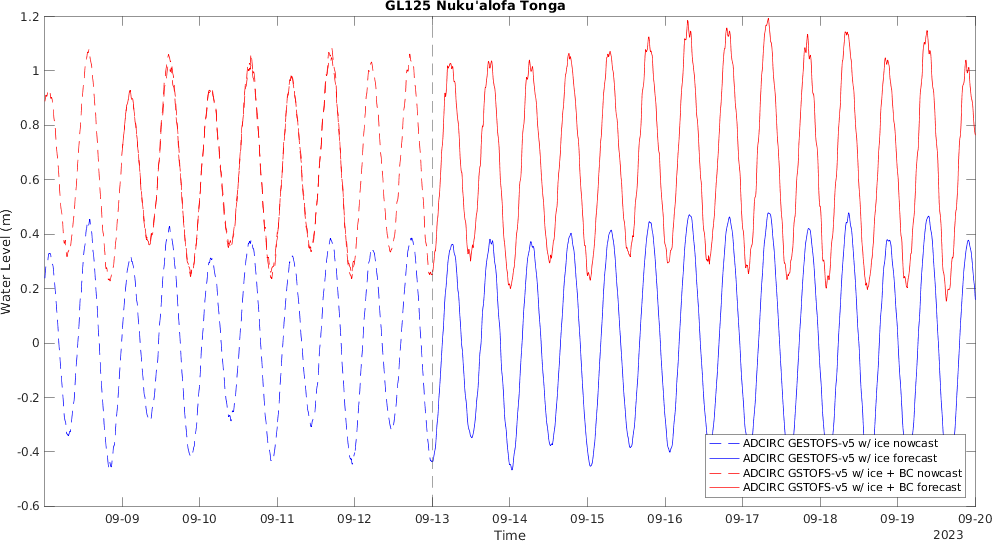 GL125 Nuku'alofa Tonga
1.2
1
0.8
0.6
0.4
0.2
0
-0.2
-0.4
-0.6
Water Level (m)
09-09 09-10 09-11 09-12 09-13 09-14 09-15 09-16 09-17 09-18 09-19 09-20
Time
2023
ADCIRC GESTOFS-v5 w/ ice nowcast
ADCIRC GESTOFS-v5 w/ ice forecast
ADCIRC GSTOFS-v5 w/ ice + BC nowcast
ADCIRC GSTOFS-v5 w/ ice + BC forecast